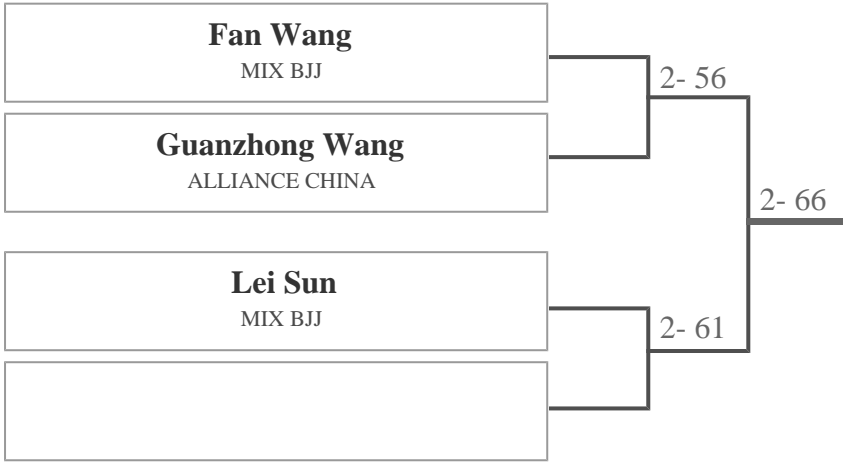 Fan Wang
MIX BJJ
2- 56
Guanzhong Wang
ALLIANCE CHINA
2- 66
Lei Sun
MIX BJJ
2- 61